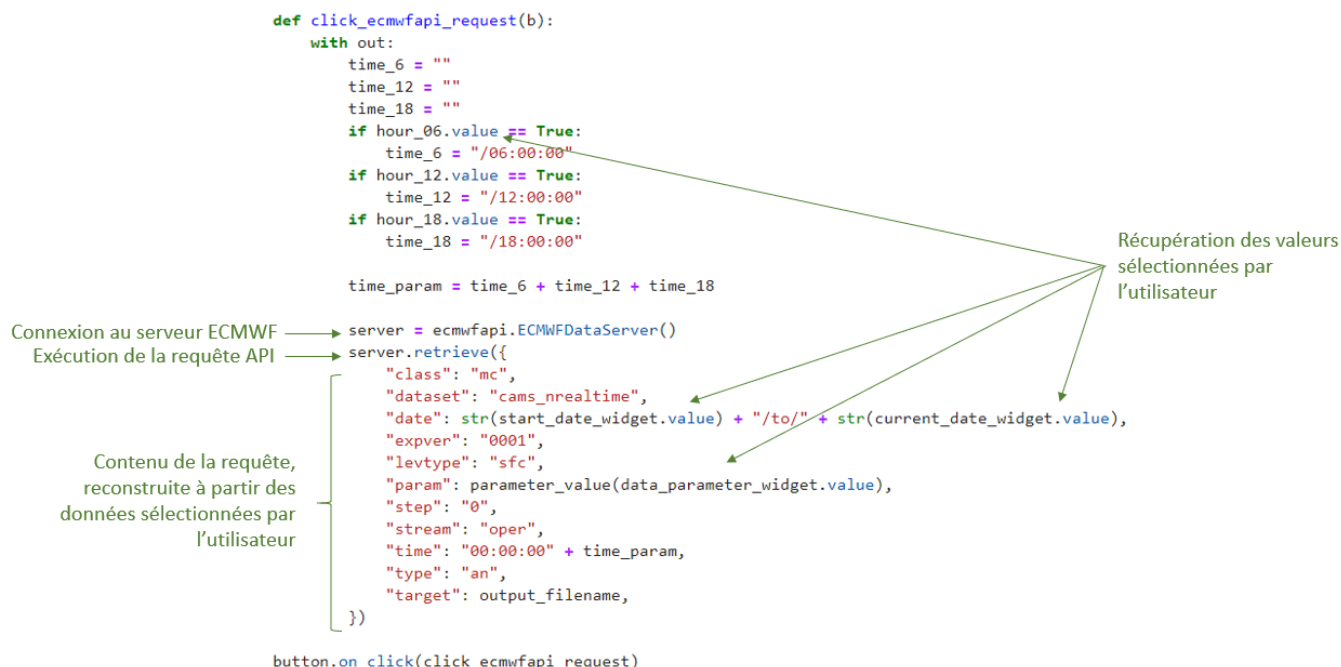 def click_ecmwfapi_request(b):
    with out:
        time_6 = ""
        time_12 = ""
        time_18 = ""
        if hour_06.value == True:
            time_6 = "/06:00:00"
        if hour_12.value == True:
            time_12 = "/12:00:00"
        if hour_18.value == True:
            time_18 = "/18:00:00"
Récupération des valeurs
sélectionnées par
l’utilisateur
        time_param = time_6 + time_12 + time_18
Connexion au serveur ECMWF
        server = ecmwfapi.ECMWFDataServer()
Exécution de la requête API
        server.retrieve({
            "class": "mc",
            "dataset": "cams_nrealtime",
            "date": str(start_date_widget.value) + "/to/" + str(current_date_widget.value),
            "expver": "0001",
            "levtype": "sfc",
            "param": parameter_value(data_parameter_widget.value),
            "step": "0",
            "stream": "oper",
            "time": "00:00:00" + time_param,
            "type": "an",
            "target": output_filename,
        })
Contenu de la requête,
reconstruite à partir des
données sélectionnées par
l’utilisateur
button.on_click(click_ecmwfapi_request)